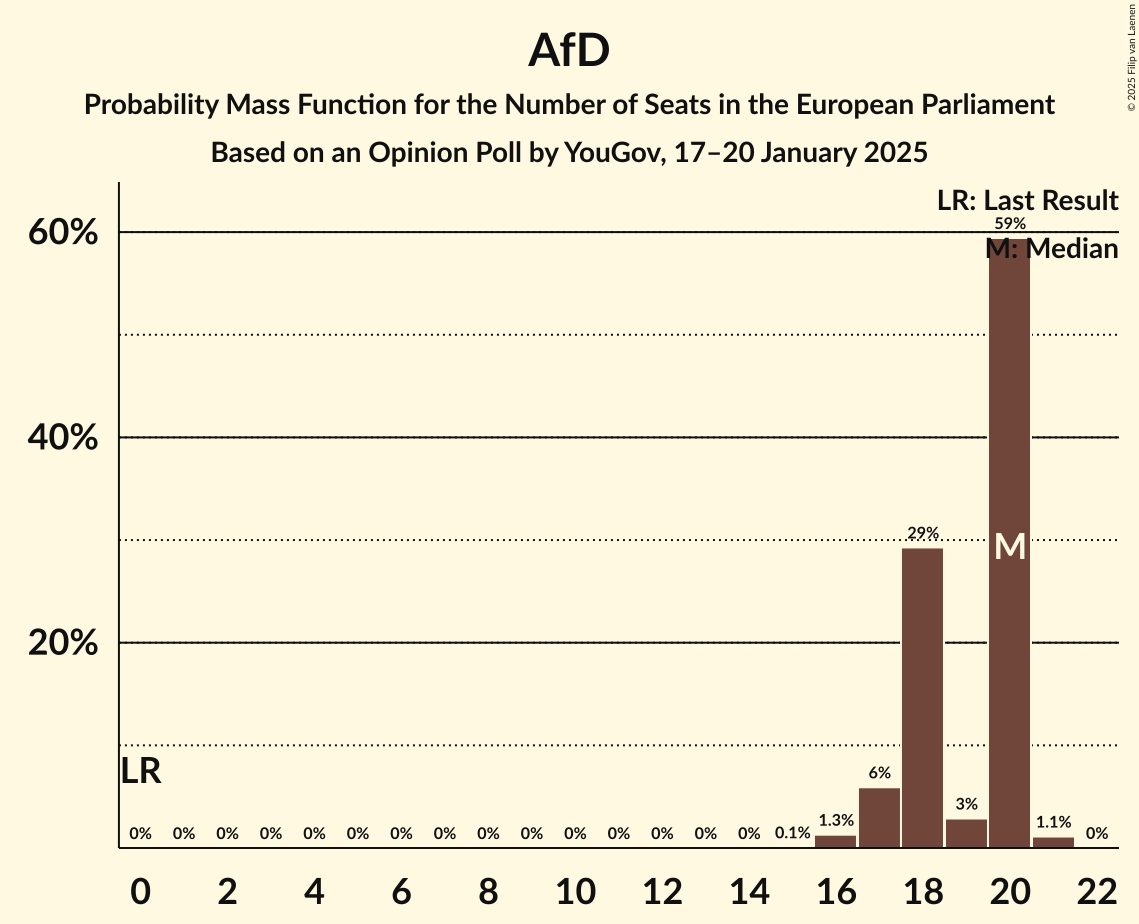 AfD
Probability Mass Function for the Number of Seats in the European Parliament
Based on an Opinion Poll by YouGov, 17–20 January 2025
© 2025 Filip van Laenen
LR: Last Result
M: Median
60%
40%
20%
59%
29%
M
LR
0% 0% 0% 0% 0% 0% 0% 0% 0% 0% 0% 0% 0% 0% 0% 0.1% 1.3% 6% 3% 1.1% 0%
0 2 4 6 8 10 12 14 16 18 20 22